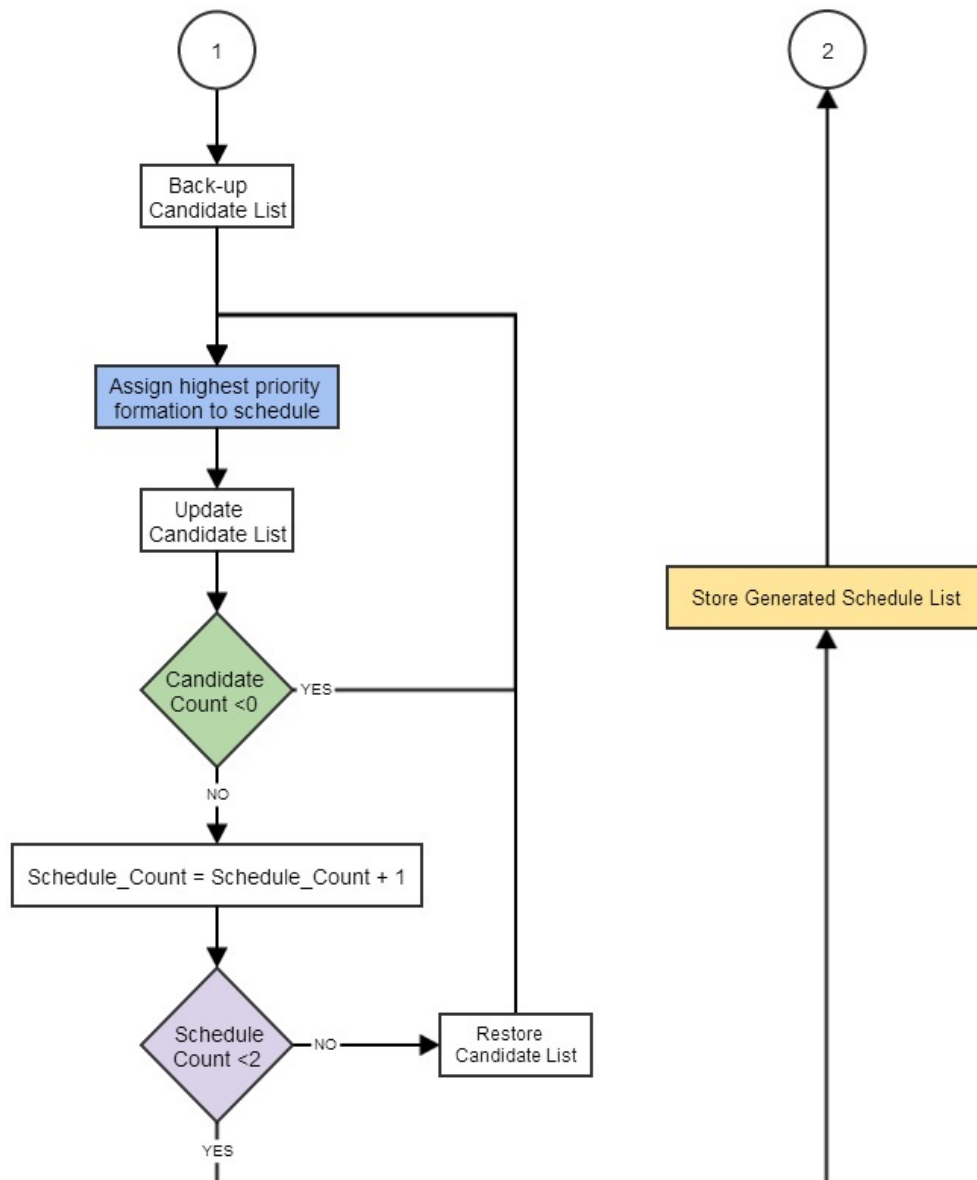 1
2
Back-up
Candidate List
Assign highest priority
formation to schedule
Update
Candidate List
Store Generated Schedule List
Candidate
Count <0
YES
NO
Schedule_Count = Schedule_Count + 1
Schedule
Count <2
NO
Restore
Candidate List
YES